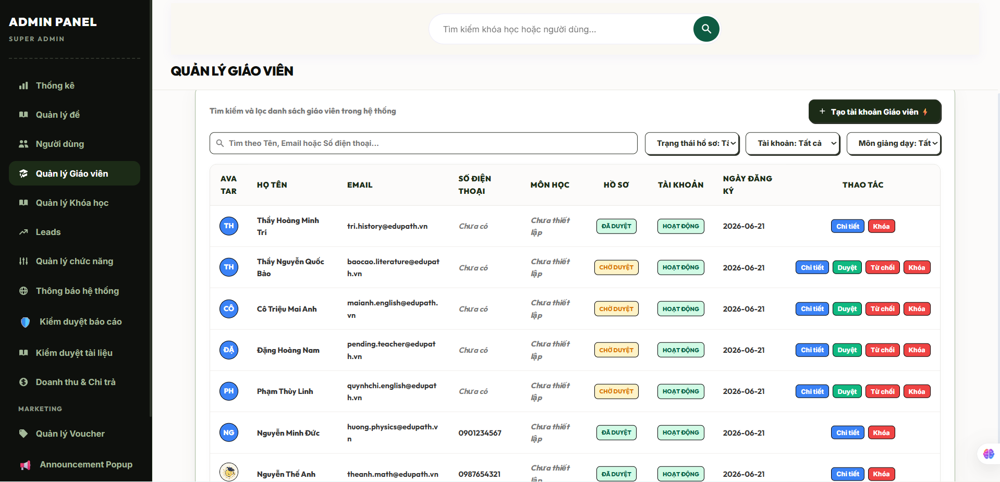 ADMIN PANEL
SUPER ADMIN
Thống kê
Quản lý đề
Người dùng
Quản lý Giáo viên
Quản lý Khóa học
Leads
Quản lý chức năng
Thông báo hệ thống
Kiểm duyệt báo cáo
Kiểm duyệt tài liệu
Doanh thu & Chi trả
MARKETING
Quản lý Voucher
Announcement Popup
Tìm kiếm khóa học hoặc người dùng...
QUẢN LÝ GIÁO VIÊN
Tìm kiếm và lọc danh sách giáo viên trong hệ thống
+ Tạo tài khoản Giáo viên
Tìm theo Tên, Email hoặc Số điện thoại...
Trạng thái hồ sơ: Tấ
Tài khoản: Tất cả
Môn giảng dạy: Tất
AVA
TAR
HỌ TÊN
EMAIL
SỐ ĐIỆN
THOẠI
MÔN HỌC
HỒ SƠ
TÀI KHOẢN
NGÀY ĐĂNG
KÝ
THAO TÁC
TH
Thầy Hoàng Minh
Trí
tri.history@edupath.vn
Chưa có
Chưa thiết
lập
ĐÃ DUYỆT
HOẠT ĐỘNG
2026-06-21
Chi tiết
Khóa
TH
Thầy Nguyễn Quốc
Bảo
baocao.literature@edupat
h.vn
Chưa có
Chưa thiết
lập
CHỜ DUYỆT
HOẠT ĐỘNG
2026-06-21
Chi tiết
Duyệt
Từ chối
Khóa
CÔ
Cô Triệu Mai Anh
maianh.english@edupath.
vn
Chưa có
Chưa thiết
lập
CHỜ DUYỆT
HOẠT ĐỘNG
2026-06-21
Chi tiết
Duyệt
Từ chối
Khóa
ĐẶ
Đặng Hoàng Nam
pending.teacher@edupat
h.vn
Chưa có
Chưa thiết
lập
CHỜ DUYỆT
HOẠT ĐỘNG
2026-06-21
Chi tiết
Duyệt
Từ chối
Khóa
PH
Phạm Thùy Linh
quynhchi.english@edupat
h.vn
Chưa có
Chưa thiết
lập
CHỜ DUYỆT
HOẠT ĐỘNG
2026-06-21
Chi tiết
Duyệt
Từ chối
Khóa
NG
Nguyễn Minh Đức
huong.physics@edupath.v
n
0901234567
Chưa thiết
lập
ĐÃ DUYỆT
HOẠT ĐỘNG
2026-06-21
Chi tiết
Khóa
Nguyễn Thế Anh
theanh.math@edupath.vn
0987654321
Chưa thiết
lập
ĐÃ DUYỆT
HOẠT ĐỘNG
2026-06-21
Chi tiết
Khóa